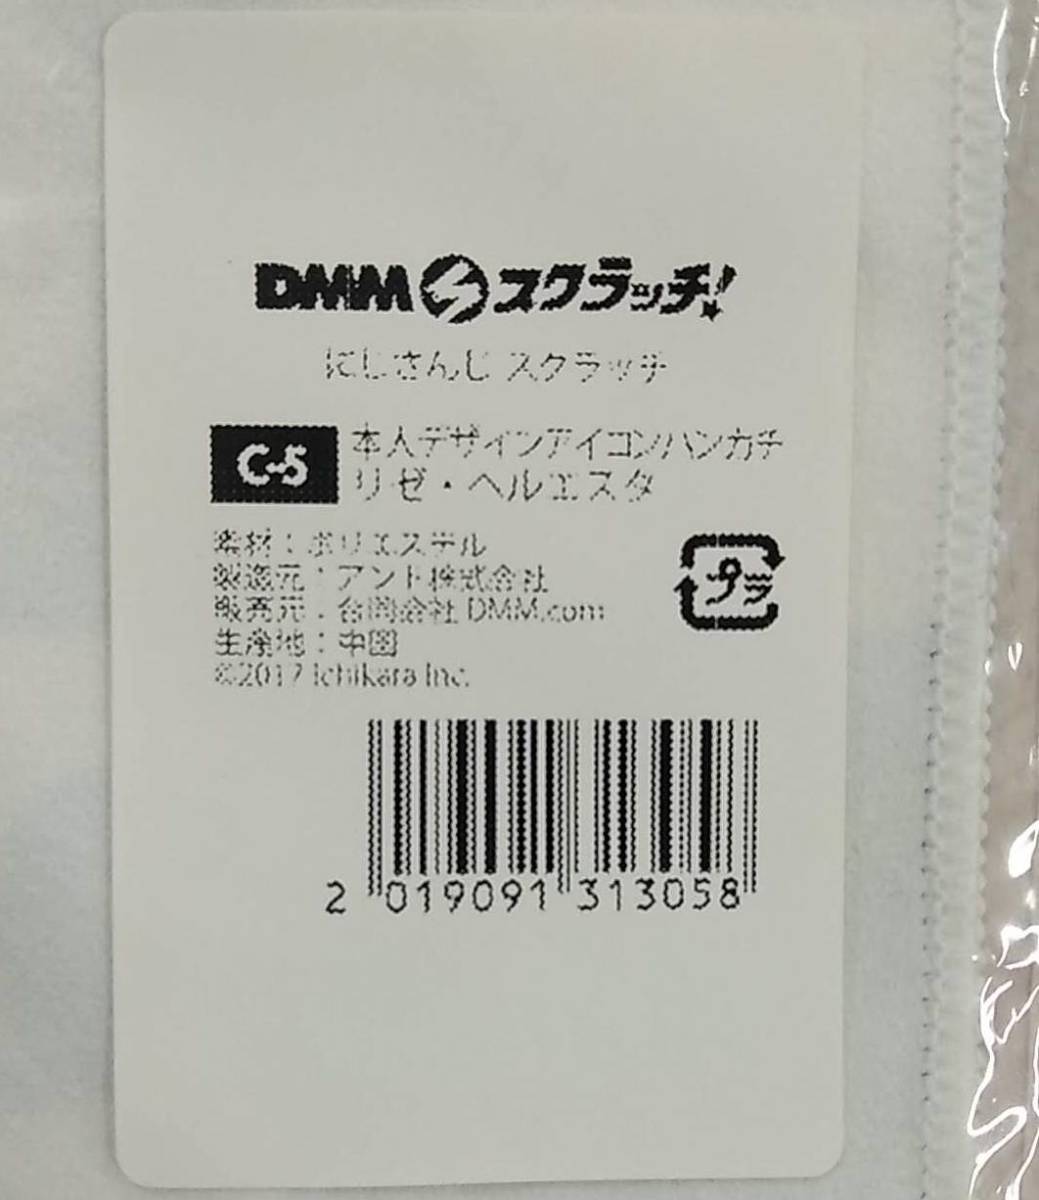 DMMスクラッチ!
にじさんじ スクラッチ
C-5
本人デザインアイコンハンカチ
リゼ・ヘルエスタ
素材：ポリエステル
製造元：アント株式会社
販売元：合同会社 DMM.com
生産地：中国
©2017 Ichikara Inc.
プラ
2 019091 313058